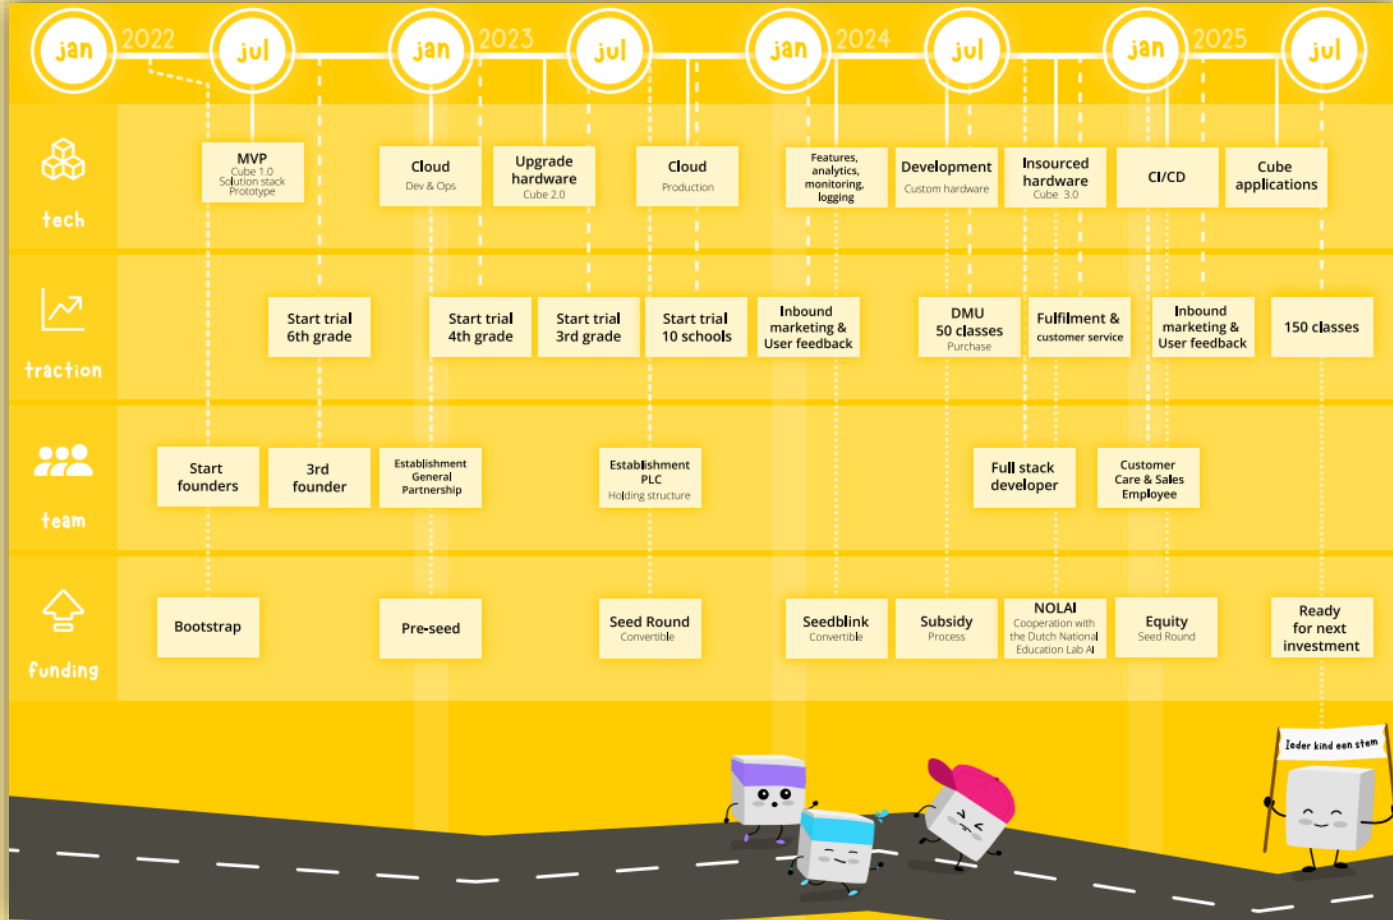 jan
2022
jul
jan
2023
jul
jan
2024
jul
jan
2025
jul
tech
MVP
Cube 1.0
Solution stack
Prototype
Cloud
Dev & Ops
Upgrade
hardware
Cube 2.0
Cloud
Production
Features,
analytics,
monitoring,
logging
Development
Custom hardware
Insourced
hardware
Cube 3.0
CI/CD
Cube
applications
traction
Start trial
6th grade
Start trial
4th grade
Start trial
3rd grade
Start trial
10 schools
Inbound
marketing &
User feedback
DMU
50 classes
Purchase
Fulfilment &
customer service
Inbound
marketing &
User feedback
150 classes
team
Start
founders
3rd
founder
Establishment
General
Partnership
Establishment
PLC
Holding structure
Full stack
developer
Customer
Care & Sales
Employee
funding
Bootstrap
Pre-seed
Seed Round
Convertible
Seedblink
Convertible
Subsidy
Process
NOLAI
Cooperation with
the Dutch National
Education Lab AI
Equity
Seed Round
Ready
for next
investment
Ieder kind een stem